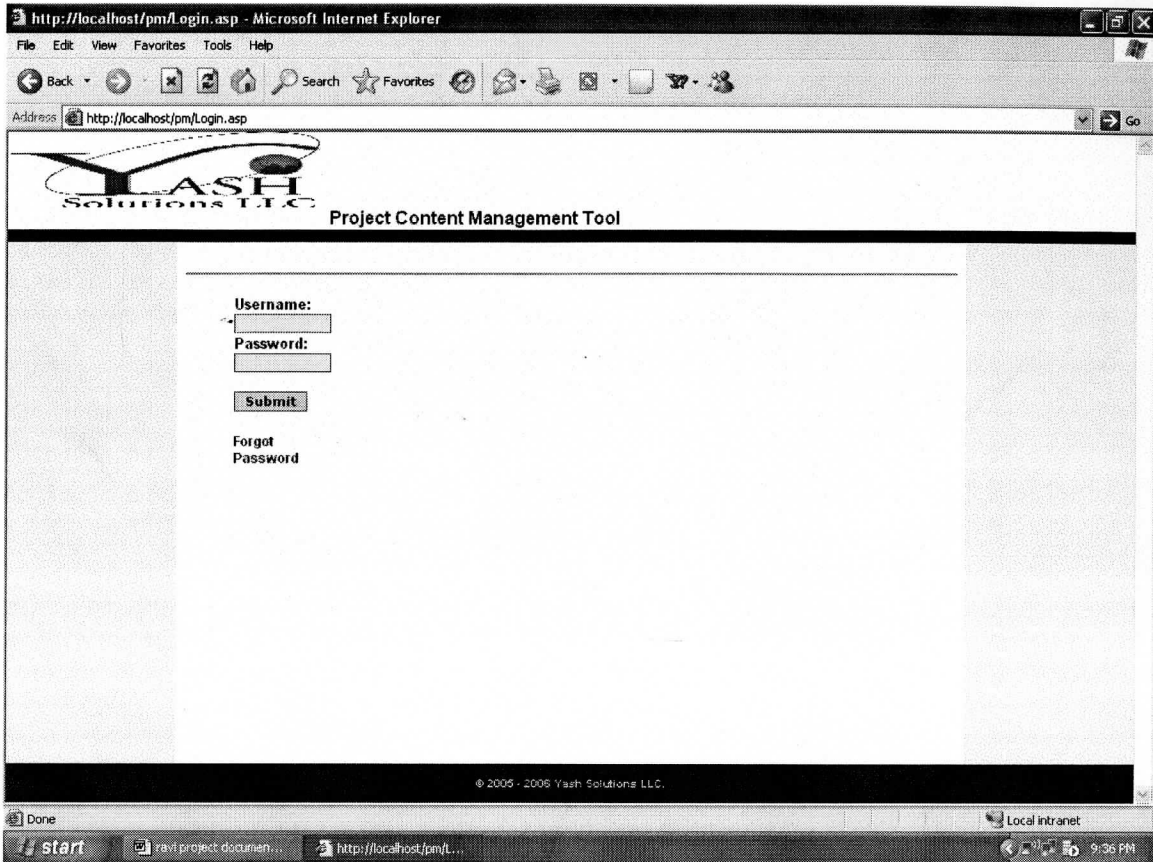 http://localhost/pm/Login.asp - Microsoft Internet Explorer
File Edit View Favorites Tools Help
Back Search Favorites
Address http://localhost/pm/Login.asp Go
YASH
Solutions LLC
Project Content Management Tool
Username:
Password:
Submit
Forgot
Password
© 2005 - 2006 Yash Solutions LLC.
Done Local intranet
start ravi project documen... http://localhost/pm/L... 9:36 PM